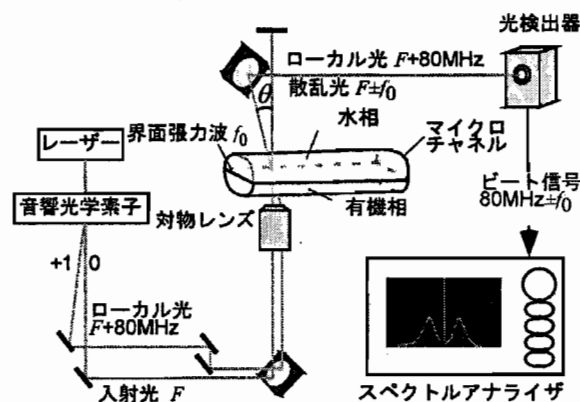 光検出器
ローカル光 F+80MHz
散乱光 F±f0
θ
水相
マイクロ
チャネル
界面張力波 f0
レーザー
有機相
ビート信号
80MHz±f0
音響光学素子
対物レンズ
+1 0
ローカル光
F+80MHz
入射光 F
スペクトルアナライザ